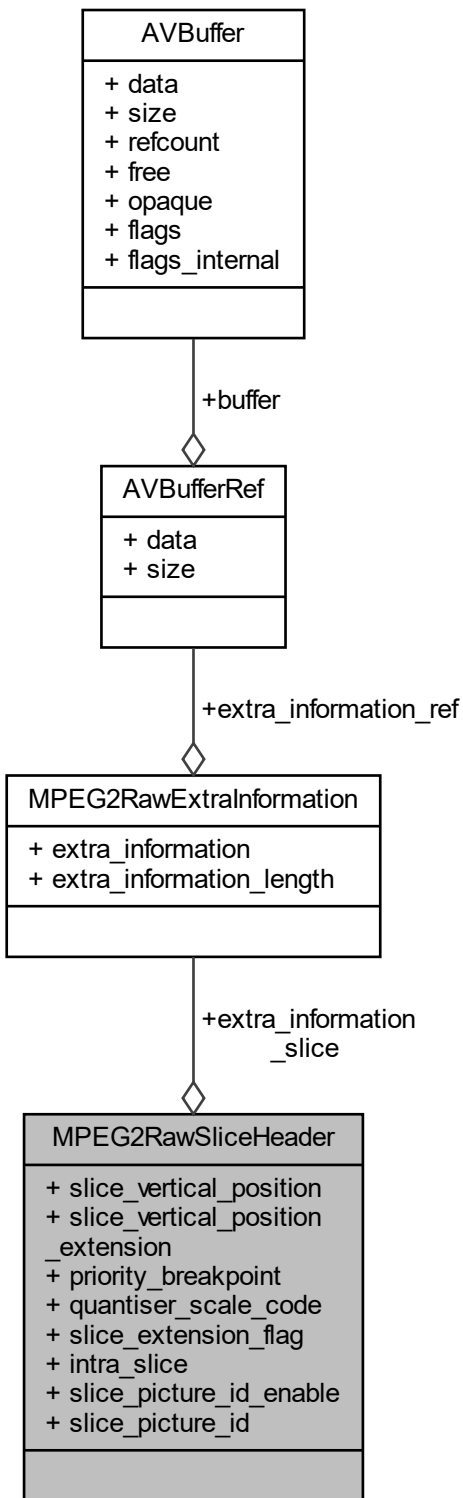 AVBuffer
+ data
+ size
+ refcount
+ free
+ opaque
+ flags
+ flags_internal
+buffer
AVBufferRef
+ data
+ size
+extra_information_ref
MPEG2RawExtraInformation
+ extra_information
+ extra_information_length
+extra_information
_slice
MPEG2RawSliceHeader
+ slice_vertical_position
+ slice_vertical_position
_extension
+ priority_breakpoint
+ quantiser_scale_code
+ slice_extension_flag
+ intra_slice
+ slice_picture_id_enable
+ slice_picture_id